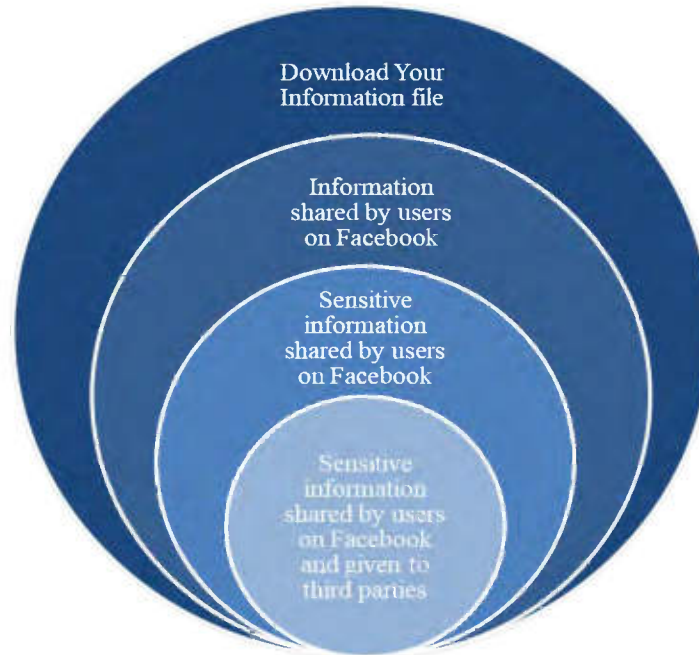 Download Your
Information file
Information
shared by users
on Facebook
Sensitive
information
shared by users
on Facebook
Sensitive
information
shared by users
on Facebook
and given to
third parties